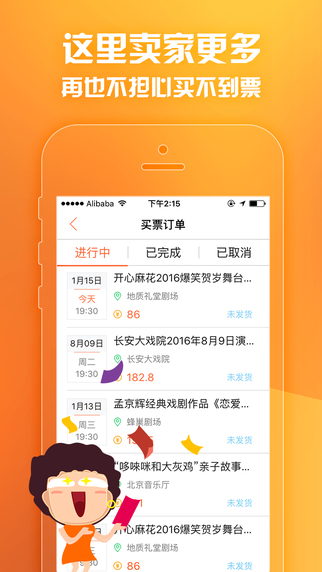 这里卖家更多
再也不担心买不到票
Alibaba 下午2:15
买票订单
进行中 已完成 已取消
1月15日 开心麻花2016爆笑贺岁舞台...
今天 地质礼堂剧场
19:30 86 未发货
8月09日 长安大戏院2016年8月9日演...
周二 长安大戏院
19:30 182.8 未发货
1月13日 孟京辉经典戏剧作品《恋爱...
周三 蜂巢剧场
未发货
“哆唻咪和大灰鸡”亲子故事...
北京音乐厅
未发货
开心麻花2016爆笑贺岁舞台...
地质礼堂剧场
86 未发货